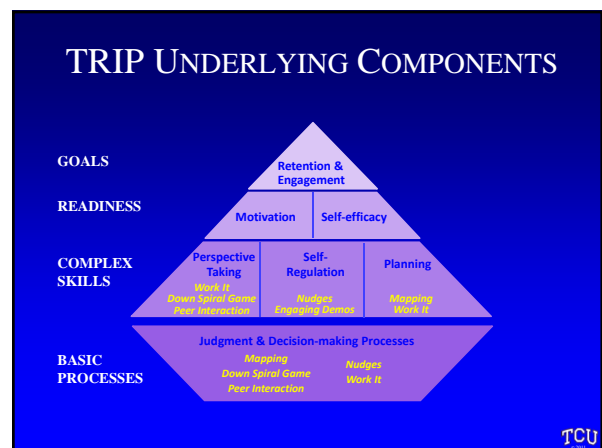 TRIP UNDERLYING COMPONENTS
GOALS
Retention &
Engagement
READINESS
Motivation
Self-efficacy
COMPLEX
SKILLS
Perspective
Taking
Work It
Down Spiral Game
Peer Interaction
Self-
Regulation
Nudges
Engaging Demos
Planning
Mapping
Work It
BASIC
PROCESSES
Judgment & Decision-making Processes
Mapping
Down Spiral Game
Peer Interaction
Nudges
Work It
TCU